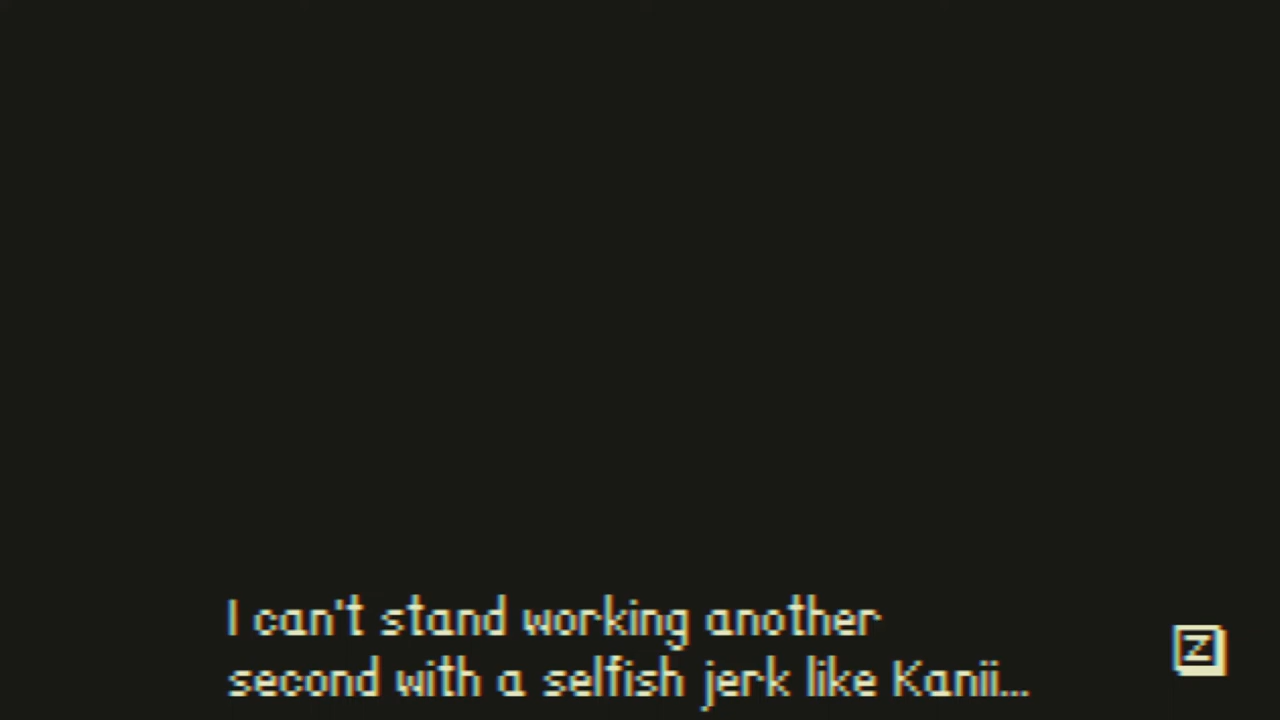 I can't stand working another
second with a selfish jerk like Kanii...
Z